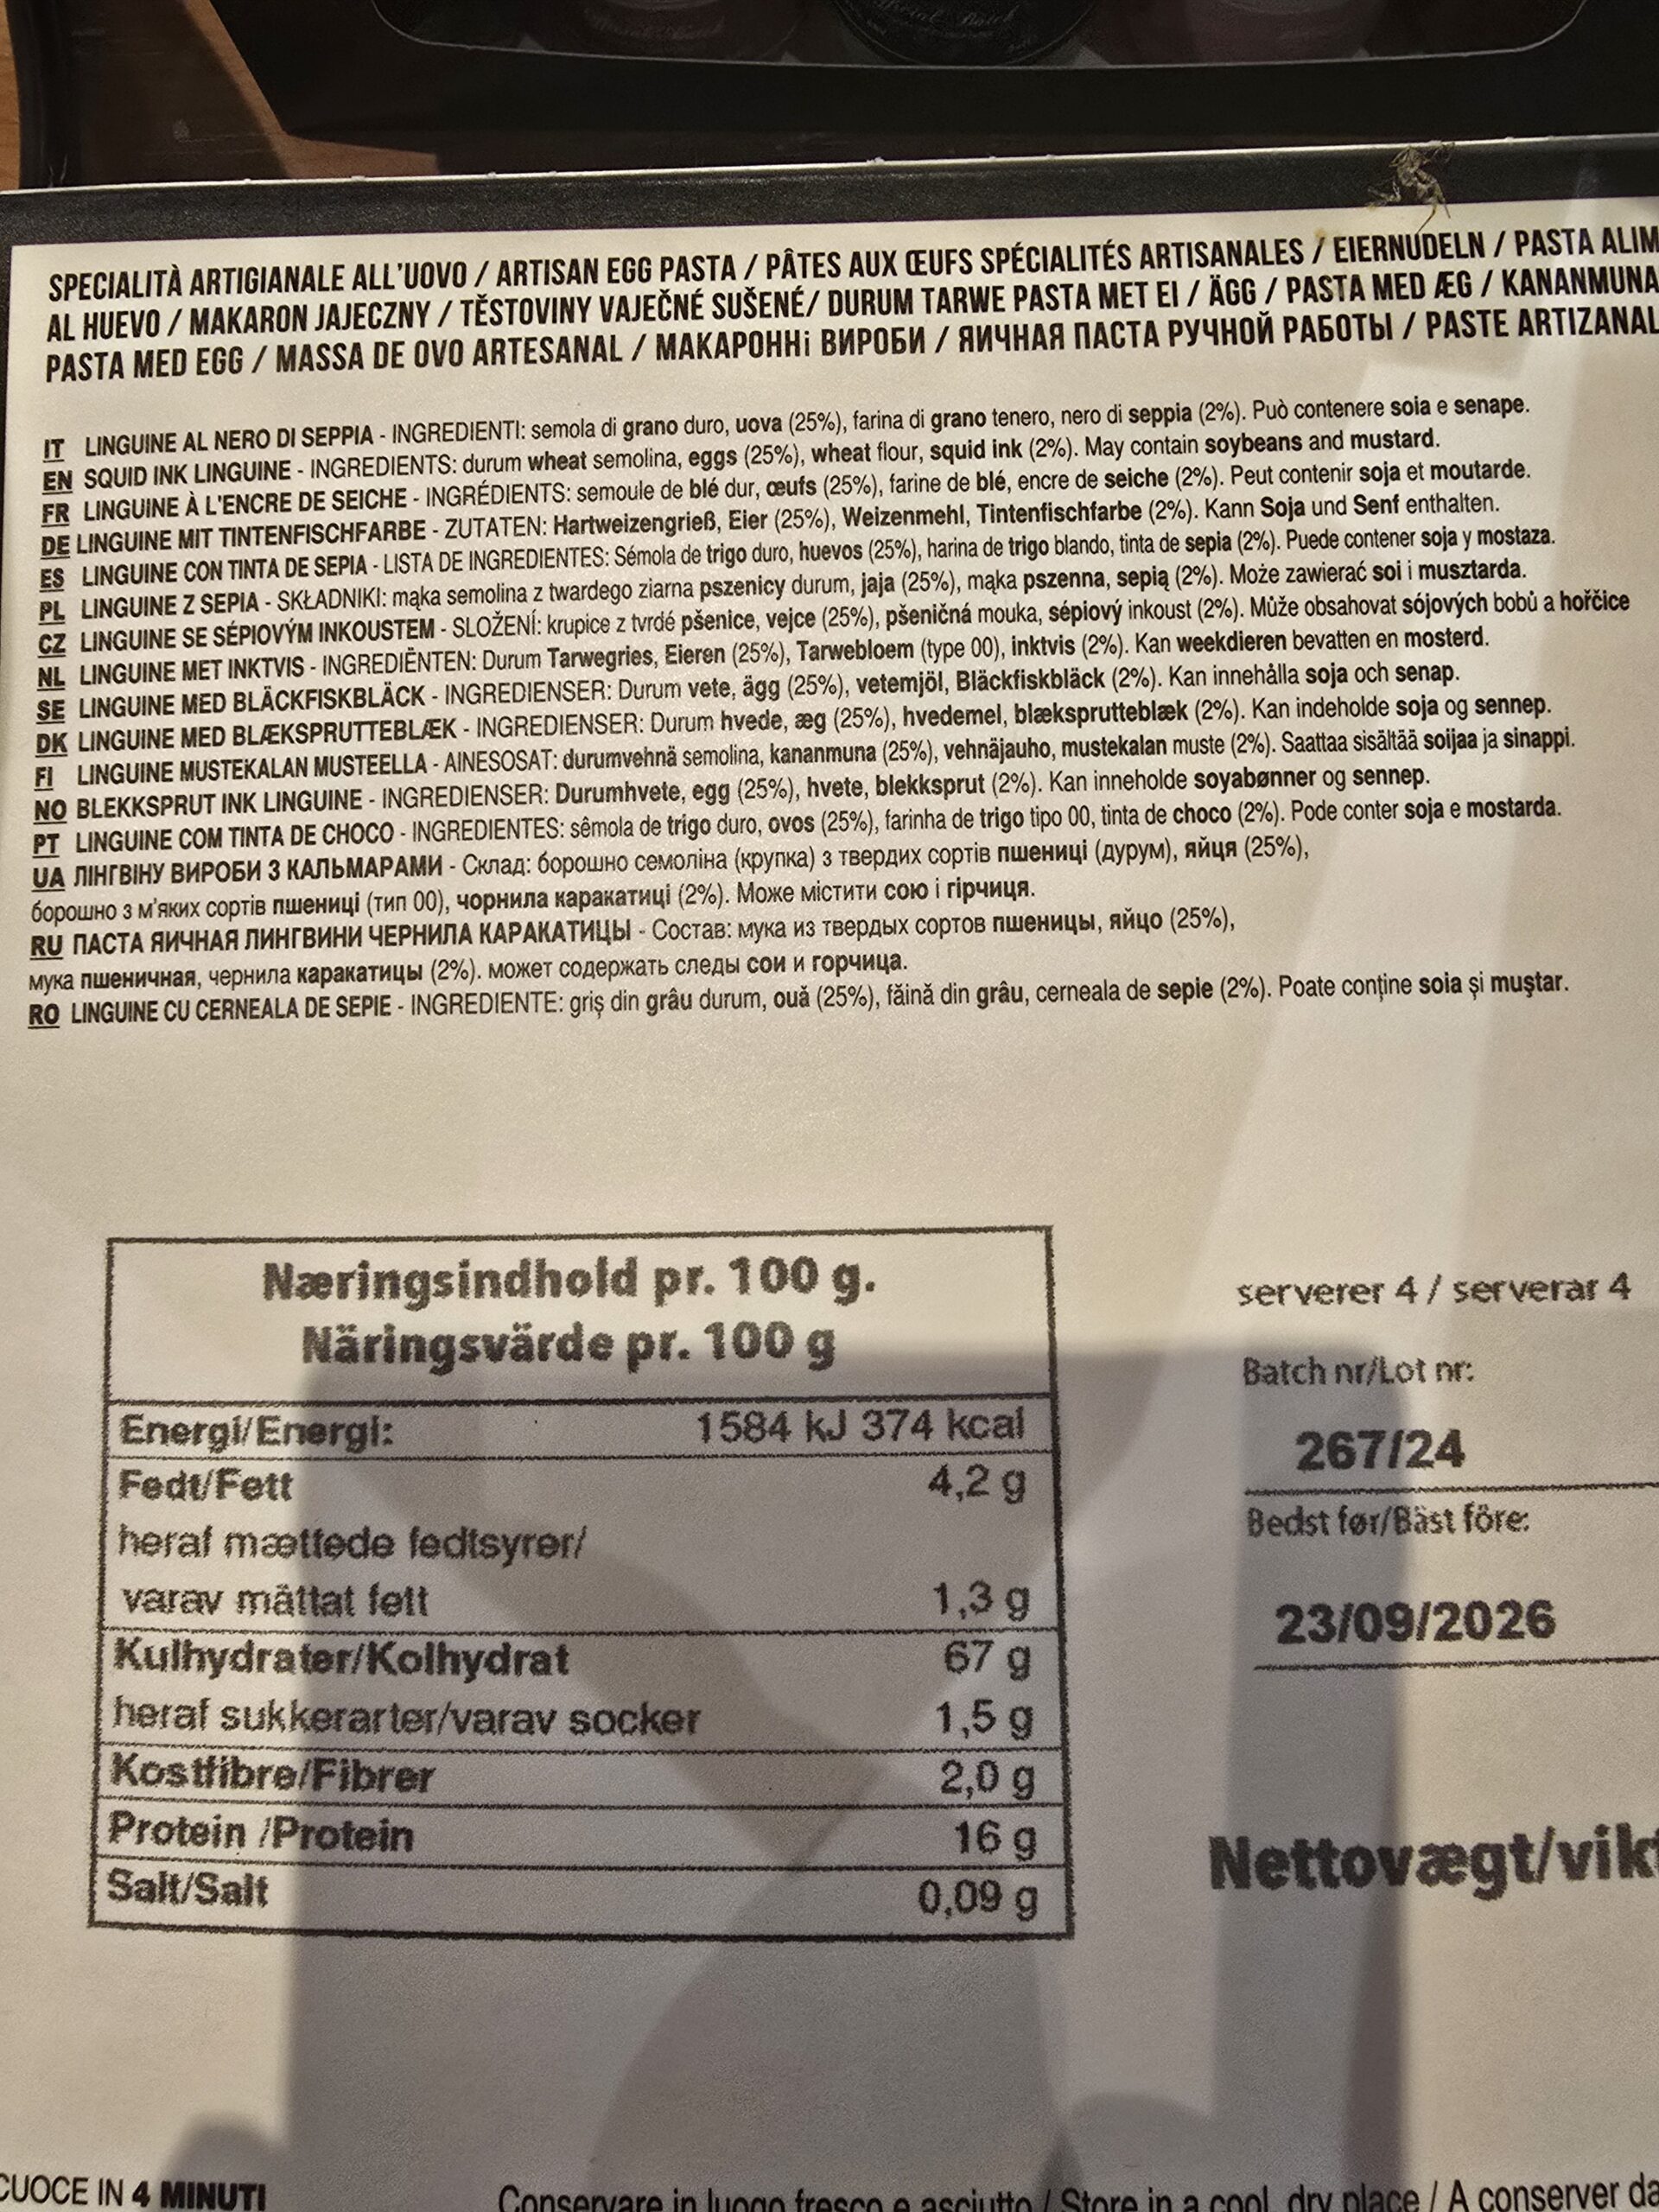 SPECIALITÀ ARTIGIANALE ALL'UOVO / ARTISAN EGG PASTA / PÂTES AUX ŒUFS SPÉCIALITÉS ARTISANALES / EIERNUDELN / PASTA ALIM
AL HUEVO / MAKARON JAJECZNY / TĚSTOVINY VAJEČNÉ SUŠENÉ/ DURUM TARWE PASTA MET EI / ÄGG / PASTA MED ÆG / KANANMUNA
PASTA MED EGG / MASSA DE OVO ARTESANAL / МАКАРОННі ВИРОБИ / ЯИЧНАЯ ПАСТА РУЧНОЙ РАБОТЫ / PASTE ARTIZANAL
IT LINGUINE AL NERO DI SEPPIA - INGREDIENTI: semola di grano duro, uova (25%), farina di grano tenero, nero di seppia (2%). Può contenere soia e senape.
EN SQUID INK LINGUINE - INGREDIENTS: durum wheat semolina, eggs (25%), wheat flour, squid ink (2%). May contain soybeans and mustard.
FR LINGUINE À L'ENCRE DE SEICHE - INGRÉDIENTS: semoule de blé dur, œufs (25%), farine de blé, encre de seiche (2%). Peut contenir soja et moutarde.
DE LINGUINE MIT TINTENFISCHFARBE - ZUTATEN: Hartweizengrieß, Eier (25%), Weizenmehl, Tintenfischfarbe (2%). Kann Soja und Senf enthalten.
ES LINGUINE CON TINTA DE SEPIA - LISTA DE INGREDIENTES: Sémola de trigo duro, huevos (25%), harina de trigo blando, tinta de sepia (2%). Puede contener soja y mostaza.
PL LINGUINE Z SEPIA - SKŁADNIKI: mąka semolina z twardego ziarna pszenicy durum, jaja (25%), mąka pszenna, sepią (2%). Może zawierać soi i musztarda.
CZ LINGUINE SE SÉPIOVÝM INKOUSTEM - SLOŽENÍ: krupice z tvrdé pšenice, vejce (25%), pšeničná mouka, sépiový inkoust (2%). Může obsahovat sójových bobů a hořčice
NL LINGUINE MET INKTVIS - INGREDIËNTEN: Durum Tarwegries, Eieren (25%), Tarwebloem (type 00), inktvis (2%). Kan weekdieren bevatten en mosterd.
SE LINGUINE MED BLÄCKFISKBLÄCK - INGREDIENSER: Durum vete, ägg (25%), vetemjöl, Bläckfiskbläck (2%). Kan innehålla soja och senap.
DK LINGUINE MED BLÆKSPRUTTEBLÆK - INGREDIENSER: Durum hvede, æg (25%), hvedemel, blæksprutteblæk (2%). Kan indeholde soja og sennep.
FI LINGUINE MUSTEKALAN MUSTEELLA - AINESOSAT: durumvehnä semolina, kananmuna (25%), vehnäjauho, mustekalan muste (2%). Saattaa sisältää soijaa ja sinappi.
NO BLEKKSPRUT INK LINGUINE - INGREDIENSER: Durumhvete, egg (25%), hvete, blekksprut (2%). Kan inneholde soyabønner og sennep.
PT LINGUINE COM TINTA DE CHOCO - INGREDIENTES: sêmola de trigo duro, ovos (25%), farinha de trigo tipo 00, tinta de choco (2%). Pode conter soja e mostarda.
UA ЛІНГВІНУ ВИРОБИ З КАЛЬМАРАМИ - Склад: борошно семоліна (крупка) з твердих сортів пшениці (дурум), яйця (25%),
борошно з м'яких сортів пшениці (тип 00), чорнила каракатиці (2%). Може містити сою і гірчиця.
RU ПАСТА ЯИЧНАЯ ЛИНГВИНИ ЧЕРНИЛА КАРАКАТИЦЫ - Состав: мука из твердых сортов пшеницы, яйцо (25%),
мука пшеничная, чернила каракатицы (2%). может содержать следы сои и горчица.
RO LINGUINE CU CERNEALA DE SEPIE - INGREDIENTE: griș din grâu durum, ouă (25%), făină din grâu, cerneala de sepie (2%). Poate conține soia și muștar.
Næringsindhold pr. 100 g.
Näringsvärde pr. 100 g
Energi/Energi: 1584 kJ 374 kcal
Fedt/Fett 4,2 g
heraf mættede fedtsyrer/
varav mättat fett 1,3 g
Kulhydrater/Kolhydrat 67 g
heraf sukkerarter/varav socker 1,5 g
Kostfibre/Fibrer 2,0 g
Protein /Protein 16 g
Salt/Salt 0,09 g
serverer 4 / serverar 4
Batch nr/Lot nr:
267/24
Bedst før/Bäst före:
23/09/2026
Nettovægt/vikt
CUOCE IN 4 MINUTI
Conservare in luogo fresco e asciutto / Store in a cool, dry place / A conserver da